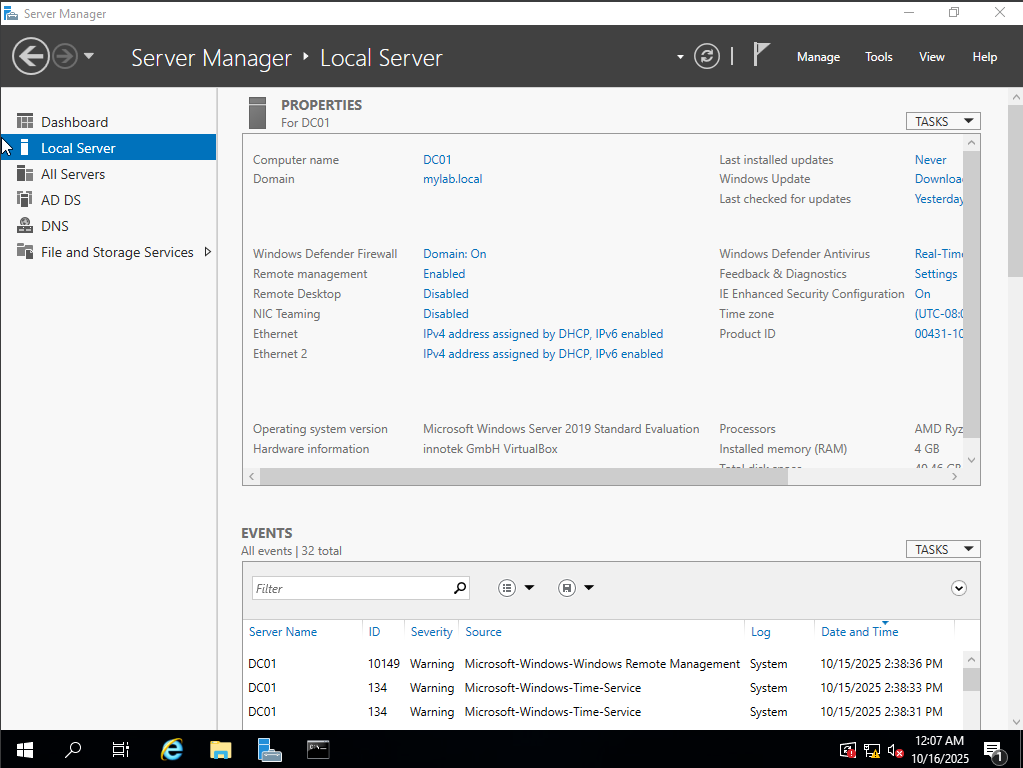 Server Manager
Server Manager ‣ Local Server
Manage Tools View Help
Dashboard
Local Server
All Servers
AD DS
DNS
File and Storage Services
PROPERTIES
For DC01
TASKS
Computer name DC01 Last installed updates Never
Domain mylab.local Windows Update Downloa
Last checked for updates Yesterday
Windows Defender Firewall Domain: On Windows Defender Antivirus Real-Time
Remote management Enabled Feedback & Diagnostics Settings
Remote Desktop Disabled IE Enhanced Security Configuration On
NIC Teaming Disabled Time zone (UTC-08:0
Ethernet IPv4 address assigned by DHCP, IPv6 enabled Product ID 00431-10
Ethernet 2 IPv4 address assigned by DHCP, IPv6 enabled
Operating system version Microsoft Windows Server 2019 Standard Evaluation Processors AMD Ryz
Hardware information innotek GmbH VirtualBox Installed memory (RAM) 4 GB
Total disk space 49.46 GB
EVENTS
All events | 32 total
TASKS
Filter
Server Name ID Severity Source Log Date and Time
DC01 10149 Warning Microsoft-Windows-Windows Remote Management System 10/15/2025 2:38:36 PM
DC01 134 Warning Microsoft-Windows-Time-Service System 10/15/2025 2:38:33 PM
DC01 134 Warning Microsoft-Windows-Time-Service System 10/15/2025 2:38:31 PM
12:07 AM
10/16/2025
1